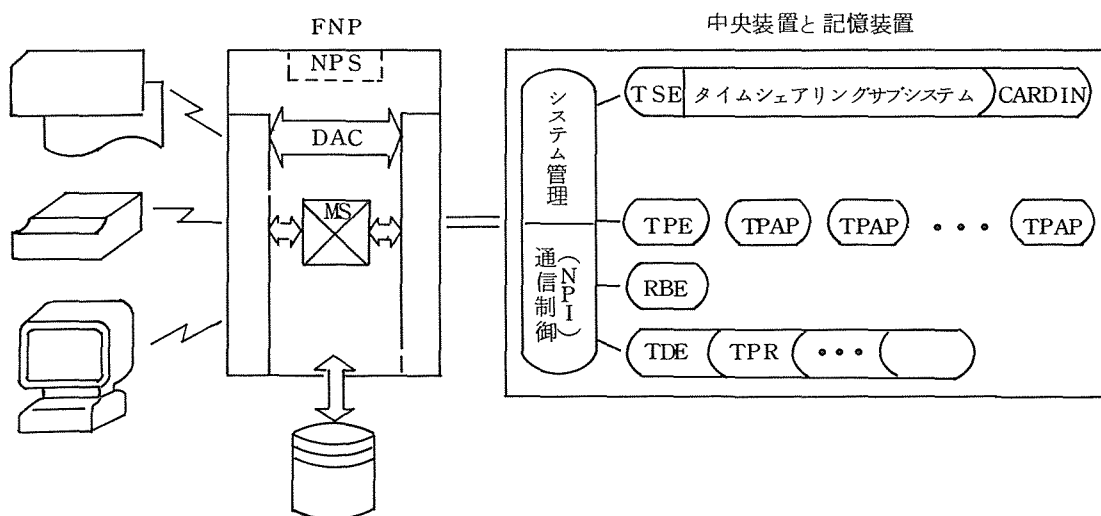 中央装置と記憶装置
FNP
NPS
DAC
MS
システム管理
通信制御
(NPI)
TSE タイムシェアリングサブシステム CARDIN
TPE TPAP TPAP ••• TPAP
RBE
TDE TPR •••